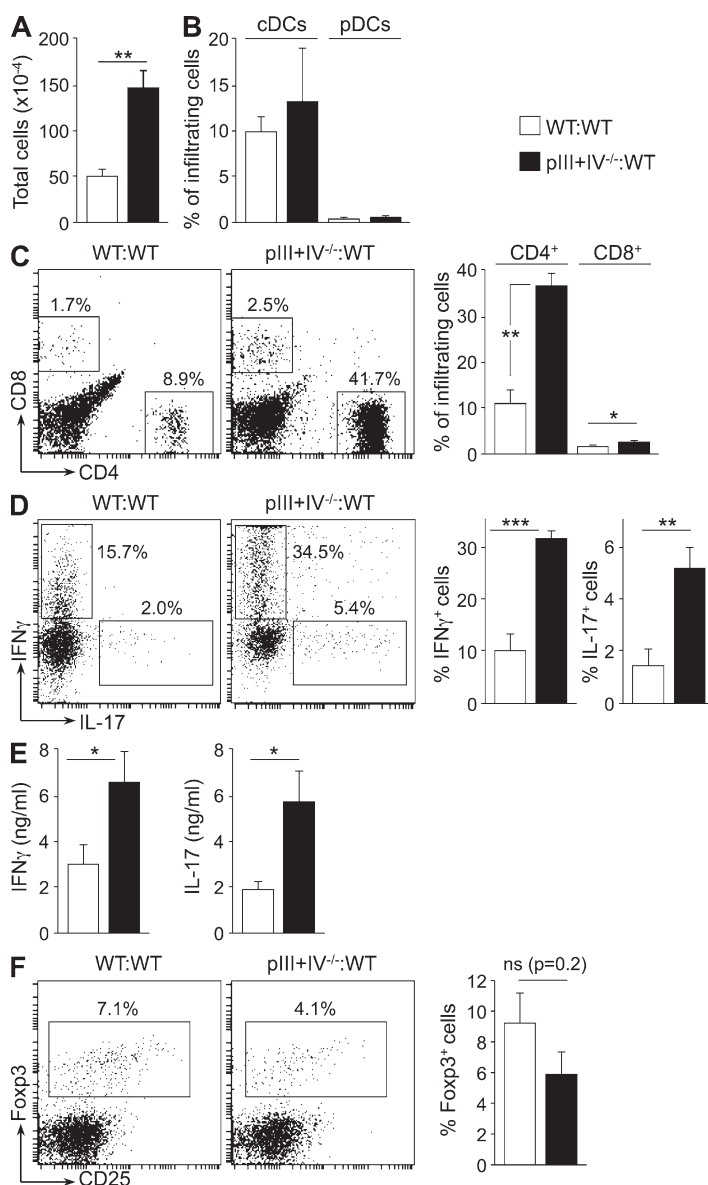 A
Total cells (x10⁻⁴)
200
150
100
50
0
**
B
% of infiltrating cells
cDCs
pDCs
20
15
10
5
0
WT:WT
pIII+IV⁻/⁻:WT
C
WT:WT
pIII+IV⁻/⁻:WT
1.7%
8.9%
2.5%
41.7%
CD8
CD4
CD4⁺
CD8⁺
% of infiltrating cells
40
30
20
10
0
**
*
D
WT:WT
pIII+IV⁻/⁻:WT
15.7%
2.0%
34.5%
5.4%
IFNγ
IL-17
% IFNγ⁺ cells
30
20
10
0
***
% IL-17⁺ cells
6
4
2
0
**
E
IFNγ (ng/ml)
8
6
4
2
0
*
IL-17 (ng/ml)
8
6
4
2
0
*
F
WT:WT
pIII+IV⁻/⁻:WT
7.1%
4.1%
Foxp3
CD25
ns (p=0.2)
% Foxp3⁺ cells
12
10
8
6
4
2
0